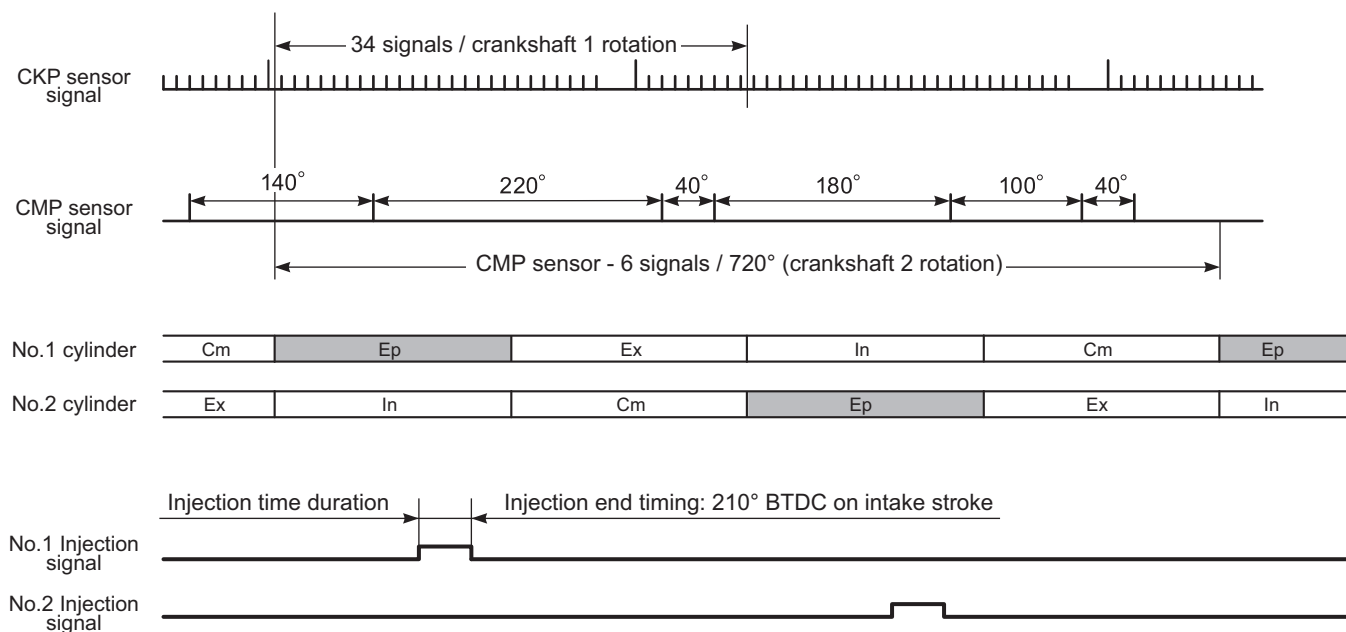 34 signals / crankshaft 1 rotation
CKP sensor
signal
140° 220° 40° 180° 100° 40°
CMP sensor
signal
CMP sensor - 6 signals / 720° (crankshaft 2 rotation)
No.1 cylinder Cm Ep Ex In Cm Ep
No.2 cylinder Ex In Cm Ep Ex In
Injection time duration Injection end timing: 210° BTDC on intake stroke
No.1 Injection
signal
No.2 Injection
signal